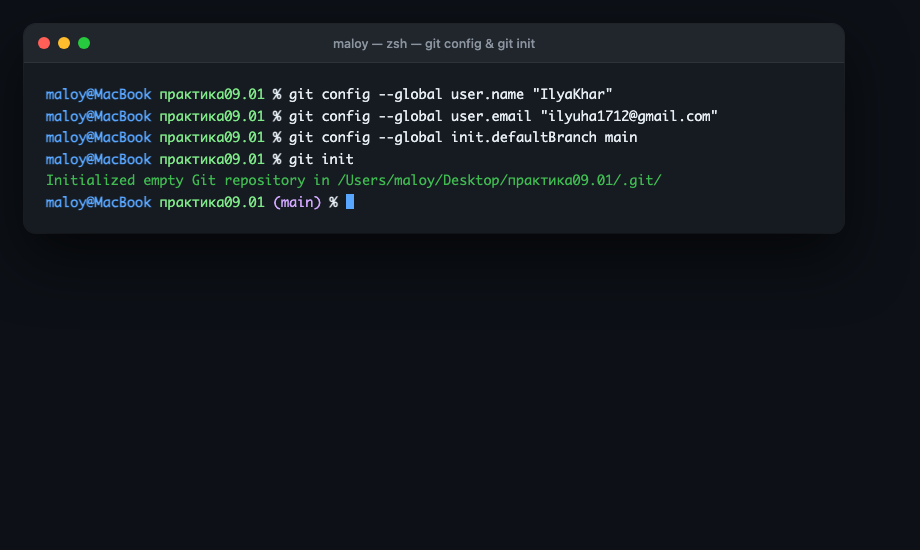 maloy — zsh — git config & git init
maloy@MacBook практика09.01 % git config --global user.name "IlyaKhar"
maloy@MacBook практика09.01 % git config --global user.email "ilyuha1712@gmail.com"
maloy@MacBook практика09.01 % git config --global init.defaultBranch main
maloy@MacBook практика09.01 % git init
Initialized empty Git repository in /Users/maloy/Desktop/практика09.01/.git/
maloy@MacBook практика09.01 (main) %